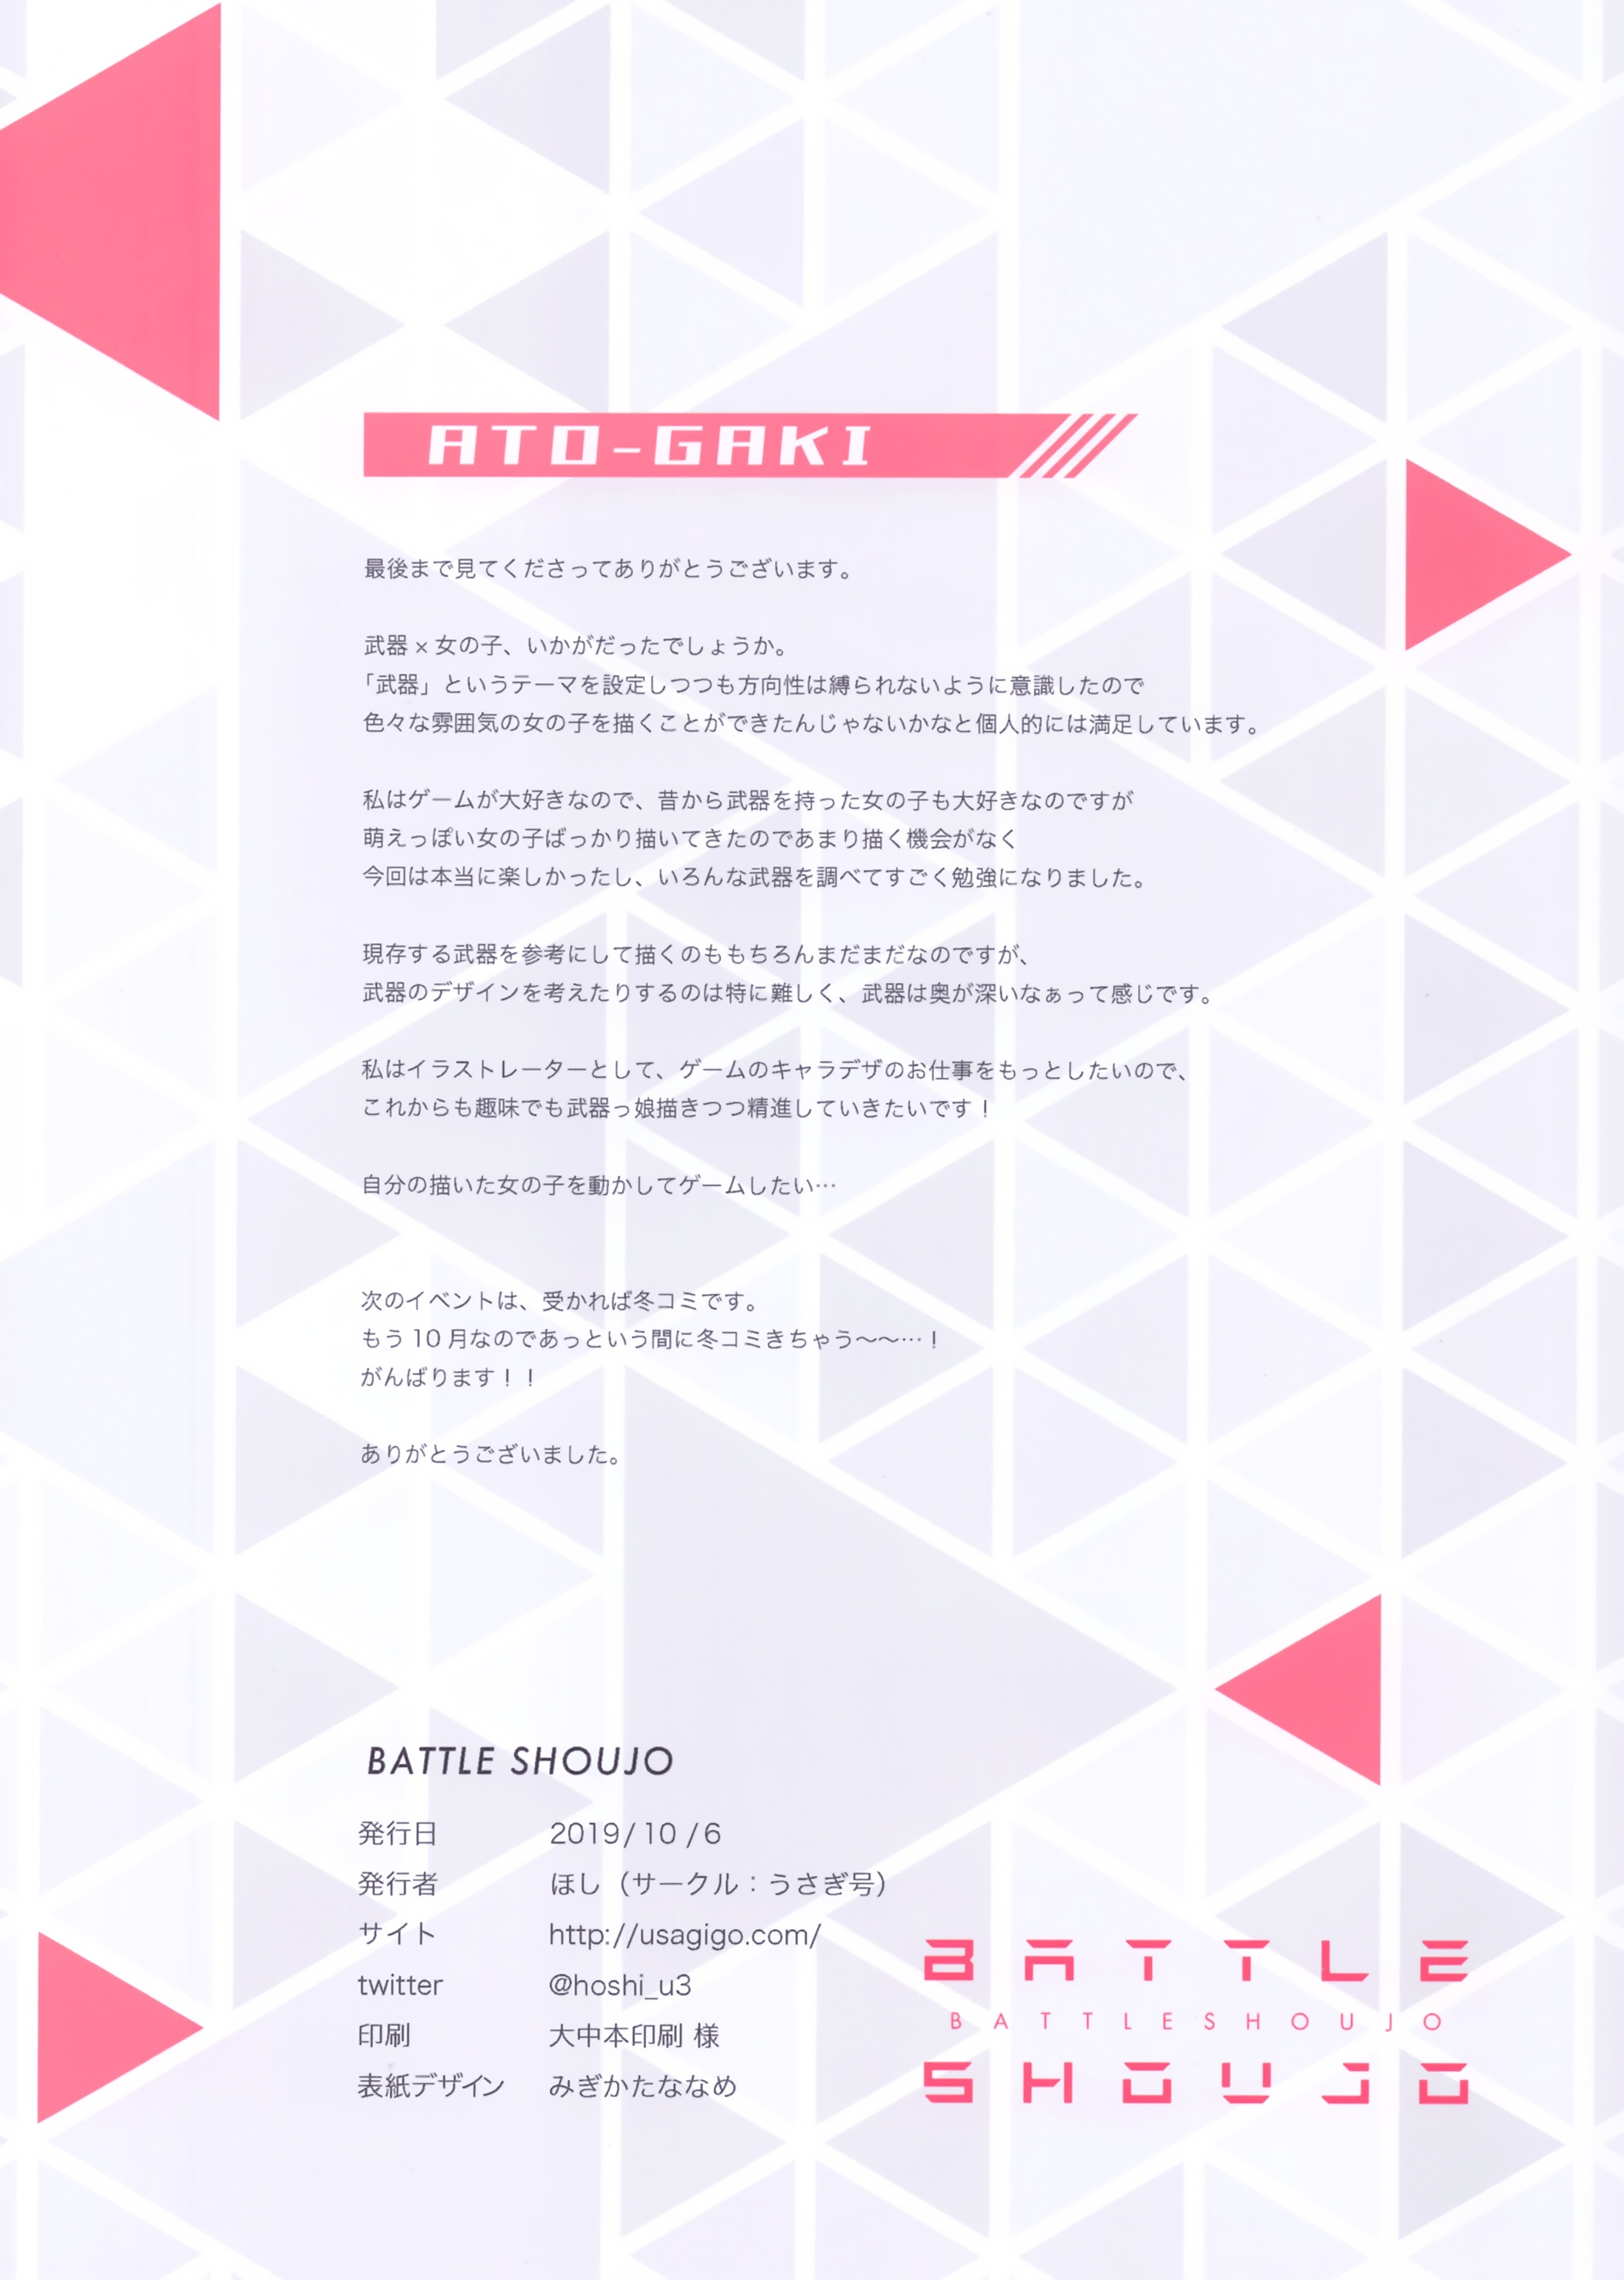 ATO-GAKI
最後まで見てくださってありがとうございます。
武器×女の子、いかがだったでしょうか。
「武器」というテーマを設定しつつも方向性は縛られないように意識したので
色々な雰囲気の女の子を描くことができたんじゃないかなと個人的には満足しています。
私はゲームが大好きなので、昔から武器を持った女の子も大好きなのですが
萌えっぽい女の子ばっかり描いてきたのであまり描く機会がなく
今回は本当に楽しかったし、いろんな武器を調べてすごく勉強になりました。
現存する武器を参考にして描くのももちろんまだまだなのですが、
武器のデザインを考えたりするのは特に難しく、武器は奥が深いなぁって感じです。
私はイラストレーターとして、ゲームのキャラデザのお仕事をもっとしたいので、
これからも趣味でも武器っ娘描きつつ精進していきたいです！
自分の描いた女の子を動かしてゲームしたい…
次のイベントは、受かれば冬コミです。
もう10月なのであっという間に冬コミきちゃう〜〜…！
がんばります！！
ありがとうございました。
BATTLE SHOUJO
発行日 2019/10/6
発行者 ほし（サークル：うさぎ号）
サイト http://usagigo.com/
twitter @hoshi_u3
印刷 大中本印刷 様
表紙デザイン みぎかたななめ
BATTLE
BATTLESHOUJO
SHOUJO